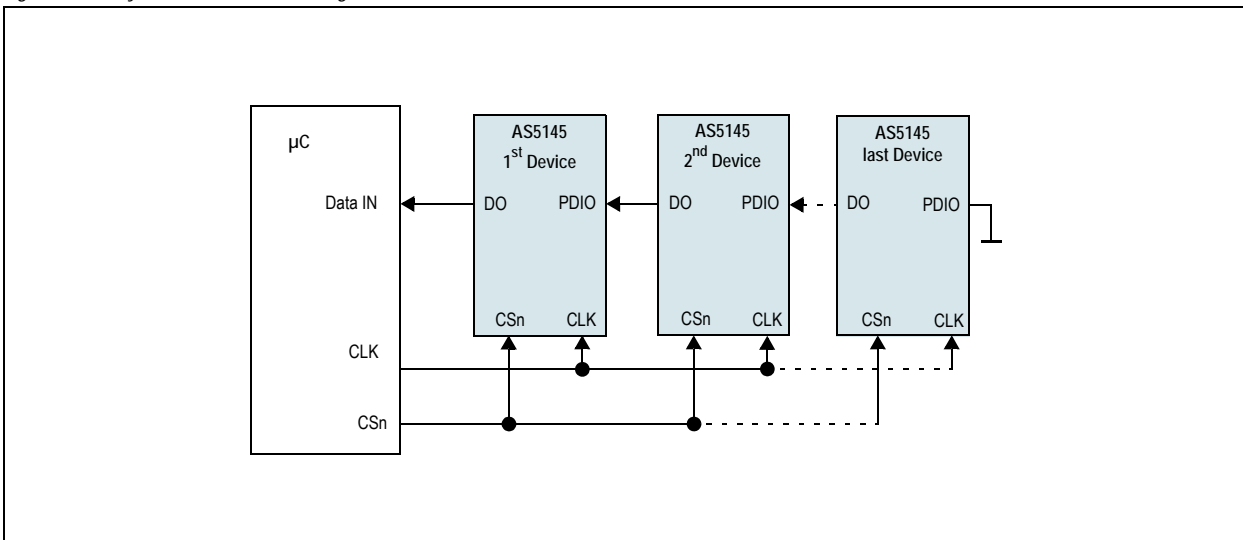 µC
Data IN
CLK
CSn
AS5145
1st Device
DO PDIO
CSn CLK
AS5145
2nd Device
DO PDIO
CSn CLK
AS5145
last Device
DO PDIO
CSn CLK